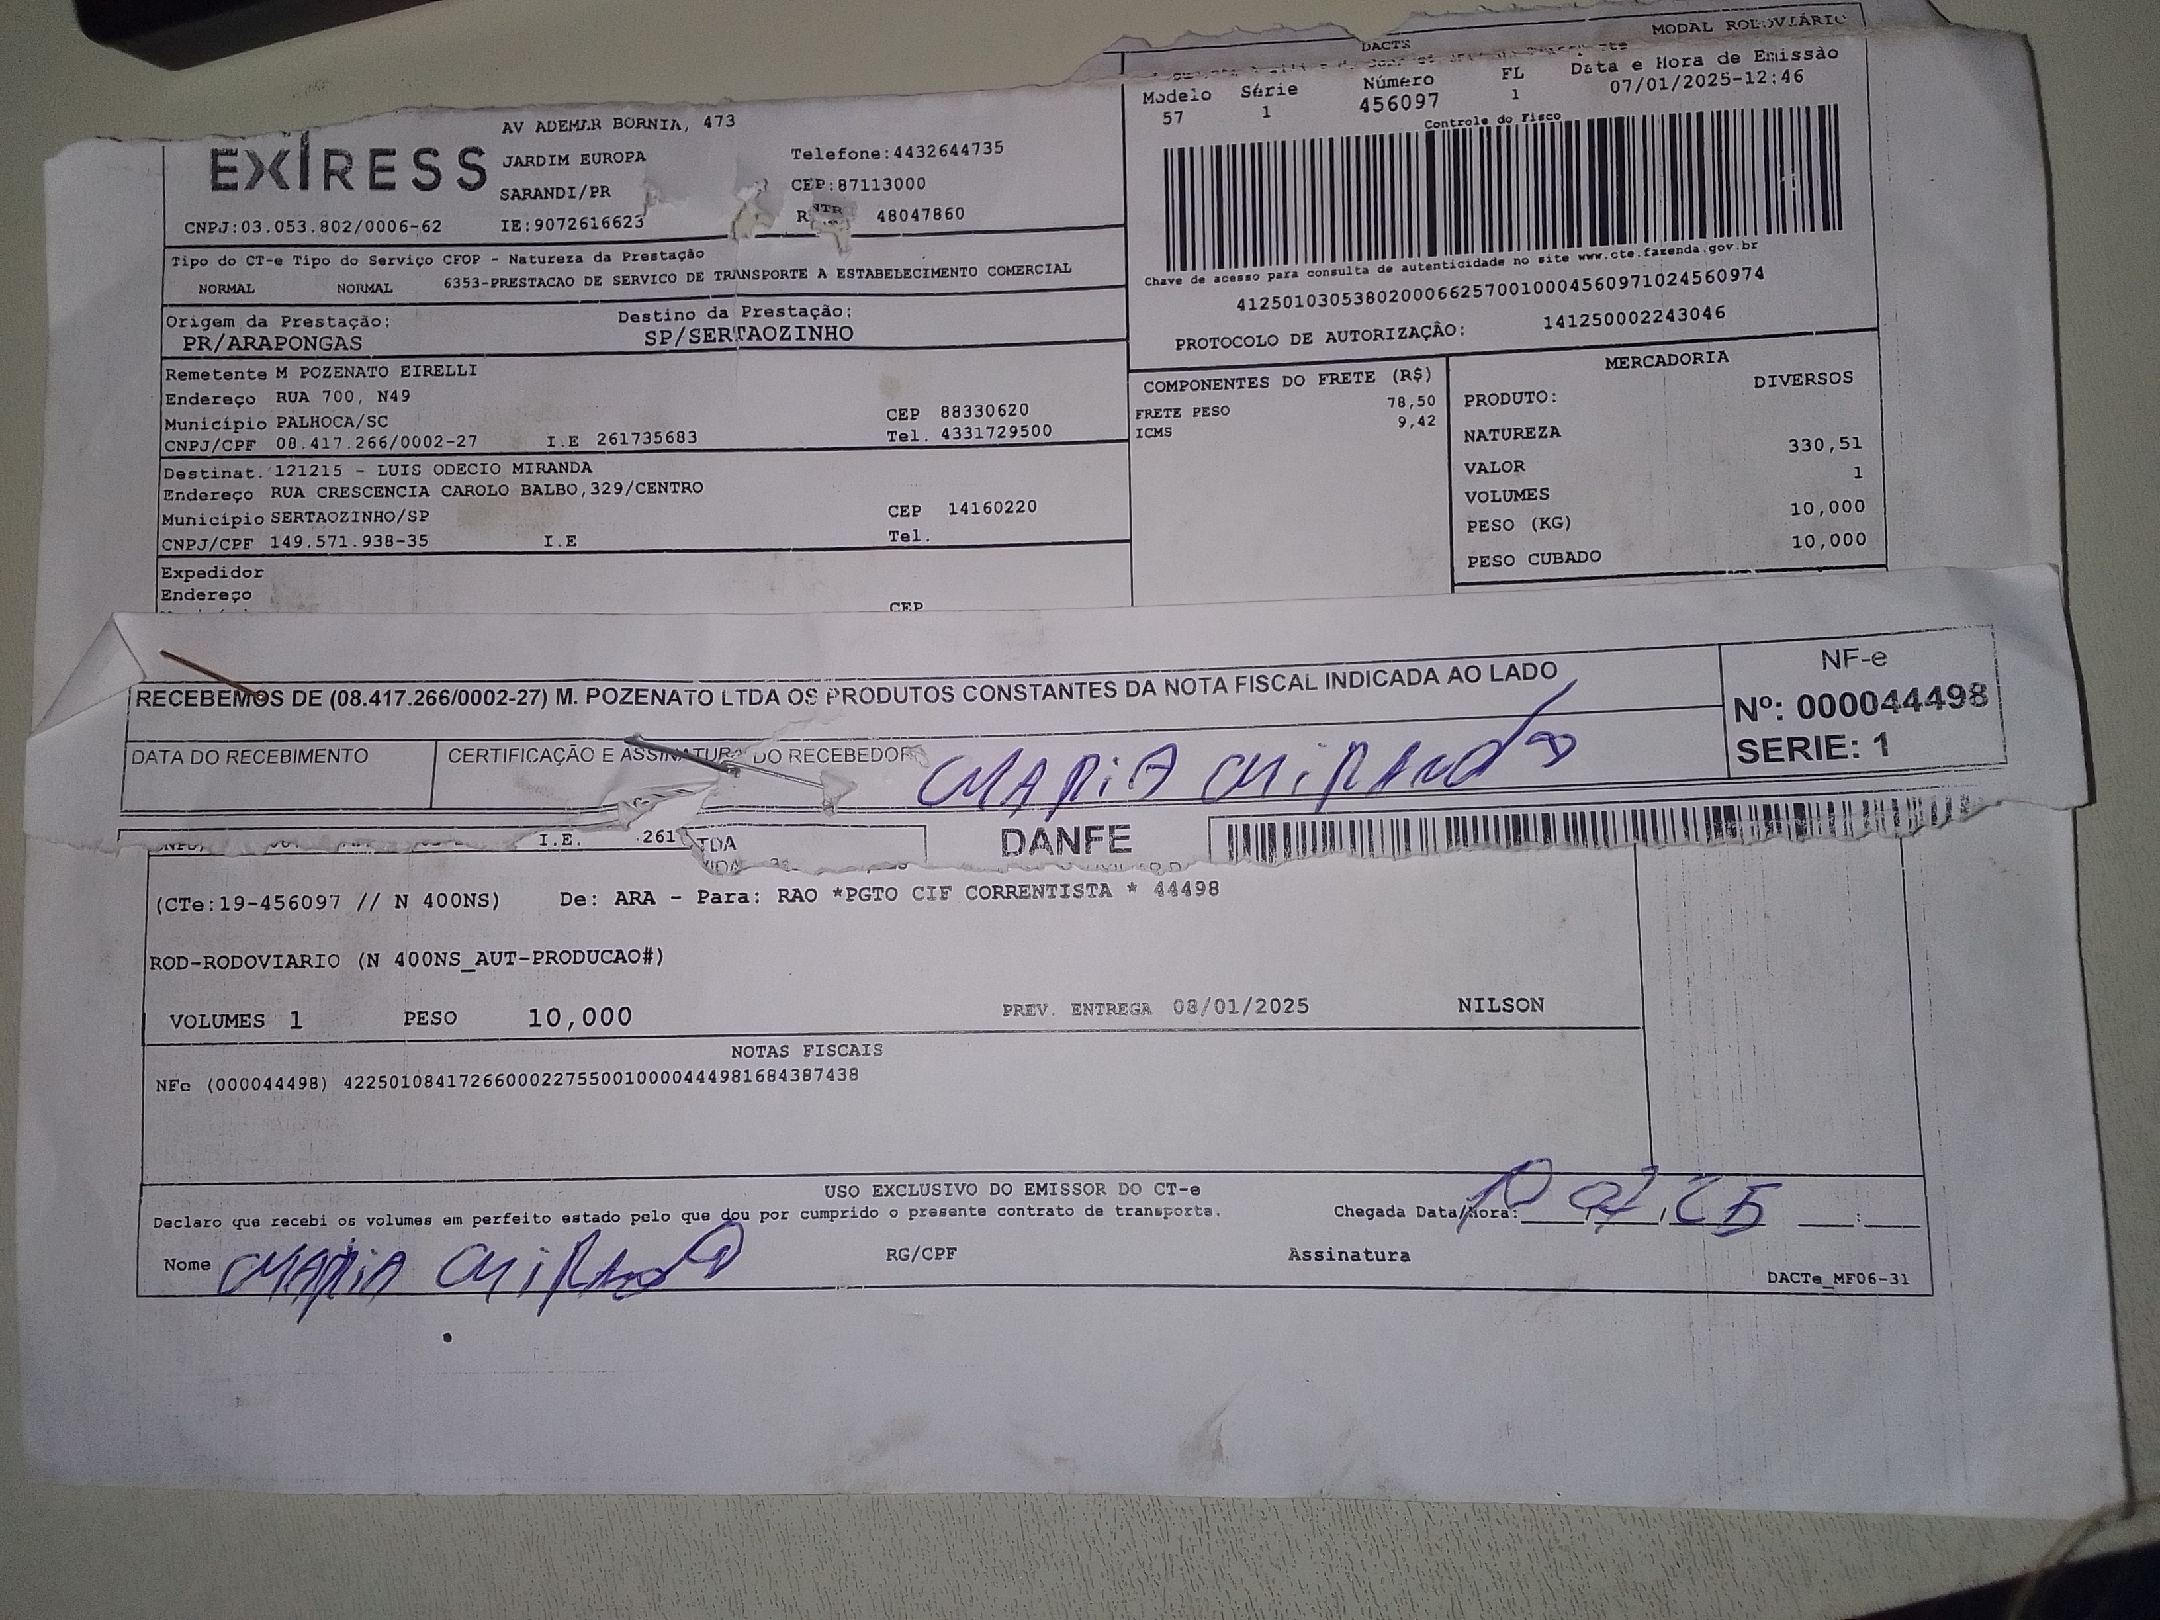 DACTE
MODAL RODOVIÁRIO
Modelo Série Número FL Data e Hora de Emissão
57 1 456097 1 07/01/2025-12:46
Controle do Fisco
EXPRESS
AV ADEMAR BORNIA, 473
JARDIM EUROPA Telefone:4432644735
SARANDI/PR CEP:87113000
CNPJ:03.053.802/0006-62 IE:9072616623 48047860
Chave de acesso para consulta de autenticidade no site www.cte.fazenda.gov.br
41250103053802000662570010004560971024560974
PROTOCOLO DE AUTORIZAÇÃO: 141250002243046
Tipo do CT-e Tipo do Serviço CFOP - Natureza da Prestação
NORMAL NORMAL 6353-PRESTACAO DE SERVICO DE TRANSPORTE A ESTABELECIMENTO COMERCIAL
Origem da Prestação: Destino da Prestação:
PR/ARAPONGAS SP/SERTAOZINHO
Remetente M POZENATO EIRELLI
Endereço RUA 700, N49
Município PALHOCA/SC CEP 88330620
CNPJ/CPF 08.417.266/0002-27 I.E 261735683 Tel. 4331729500
Destinat. 121215 - LUIS ODECIO MIRANDA
Endereço RUA CRESCENCIA CAROLO BALBO,329/CENTRO
Município SERTAOZINHO/SP CEP 14160220
CNPJ/CPF 149.571.938-35 I.E Tel.
Expedidor
Endereço
CEP
COMPONENTES DO FRETE (R$)
FRETE PESO 78,50
ICMS 9,42
MERCADORIA
PRODUTO: DIVERSOS
NATUREZA
VALOR 330,51
VOLUMES 1
PESO (KG) 10,000
PESO CUBADO 10,000
RECEBEMOS DE (08.417.266/0002-27) M. POZENATO LTDA OS PRODUTOS CONSTANTES DA NOTA FISCAL INDICADA AO LADO
NF-e
Nº: 000044498
SERIE: 1
DATA DO RECEBIMENTO CERTIFICAÇÃO E ASSINATURA DO RECEBEDOR MARIA MIRANDA
I.E. .261
DANFE
(CTe:19-456097 // N 400NS) De: ARA - Para: RAO *PGTO CIF CORRENTISTA * 44498
ROD-RODOVIARIO (N 400NS_AUT-PRODUCAO#)
VOLUMES 1 PESO 10,000 PREV. ENTREGA 08/01/2025 NILSON
NOTAS FISCAIS
NFe (000044498) 42250108417266000227550010000444981684387438
USO EXCLUSIVO DO EMISSOR DO CT-e
Declaro que recebi os volumes em perfeito estado pelo que dou por cumprido o presente contrato de transporte. Chegada Data/hora:
Nome MARIA MIRANDA RG/CPF Assinatura
DACTe_MF06-31